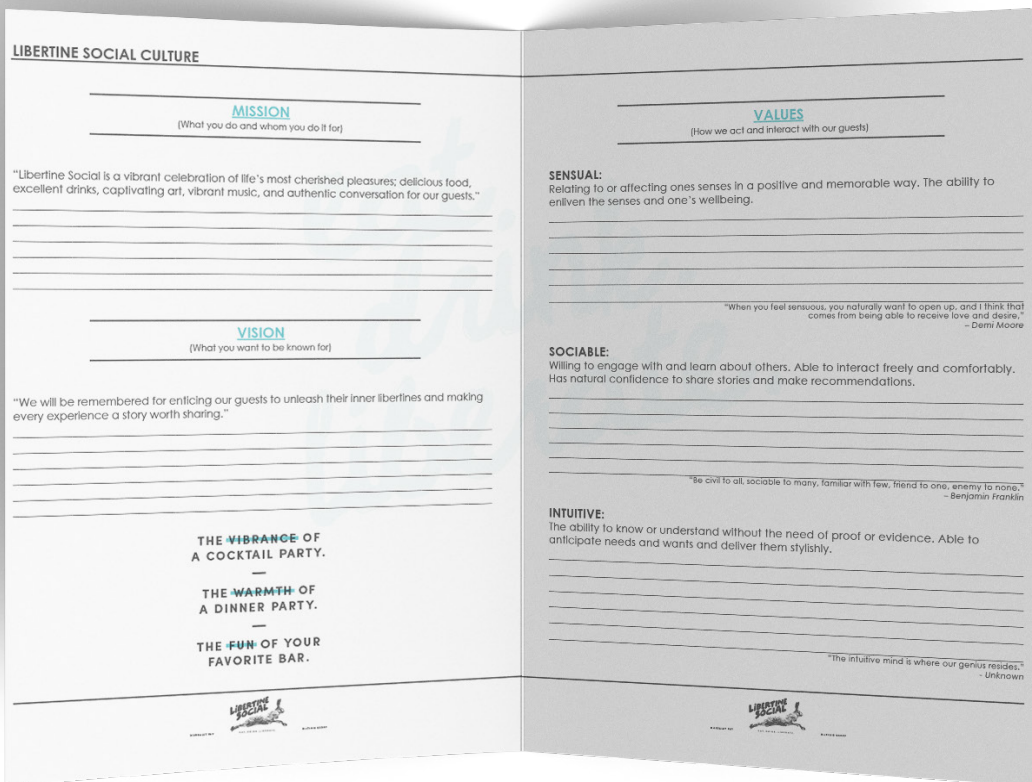 LIBERTINE SOCIAL CULTURE
MISSION
(What you do and whom you do it for)
“Libertine Social is a vibrant celebration of life’s most cherished pleasures; delicious food,
excellent drinks, captivating art, vibrant music, and authentic conversation for our guests.”
VISION
(What you want to be known for)
“We will be remembered for enticing our guests to unleash their inner libertines and making
every experience a story worth sharing.”
THE VIBRANCE OF
A COCKTAIL PARTY.
THE WARMTH OF
A DINNER PARTY.
THE FUN OF YOUR
FAVORITE BAR.
LIBERTINE
SOCIAL
VALUES
(How we act and interact with our guests)
SENSUAL:
Relating to or affecting ones senses in a positive and memorable way. The ability to
enliven the senses and one’s wellbeing.
“When you feel sensuous, you naturally want to open up, and I think that
comes from being able to receive love and desire.”
– Demi Moore
SOCIABLE:
Willing to engage with and learn about others. Able to interact freely and comfortably.
Has natural confidence to share stories and make recommendations.
“Be civil to all, sociable to many, familiar with few, friend to one, enemy to none.”
– Benjamin Franklin
INTUITIVE:
The ability to know or understand without the need of proof or evidence. Able to
anticipate needs and wants and deliver them stylishly.
“The intuitive mind is where our genius resides.”
- Unknown
LIBERTINE
SOCIAL